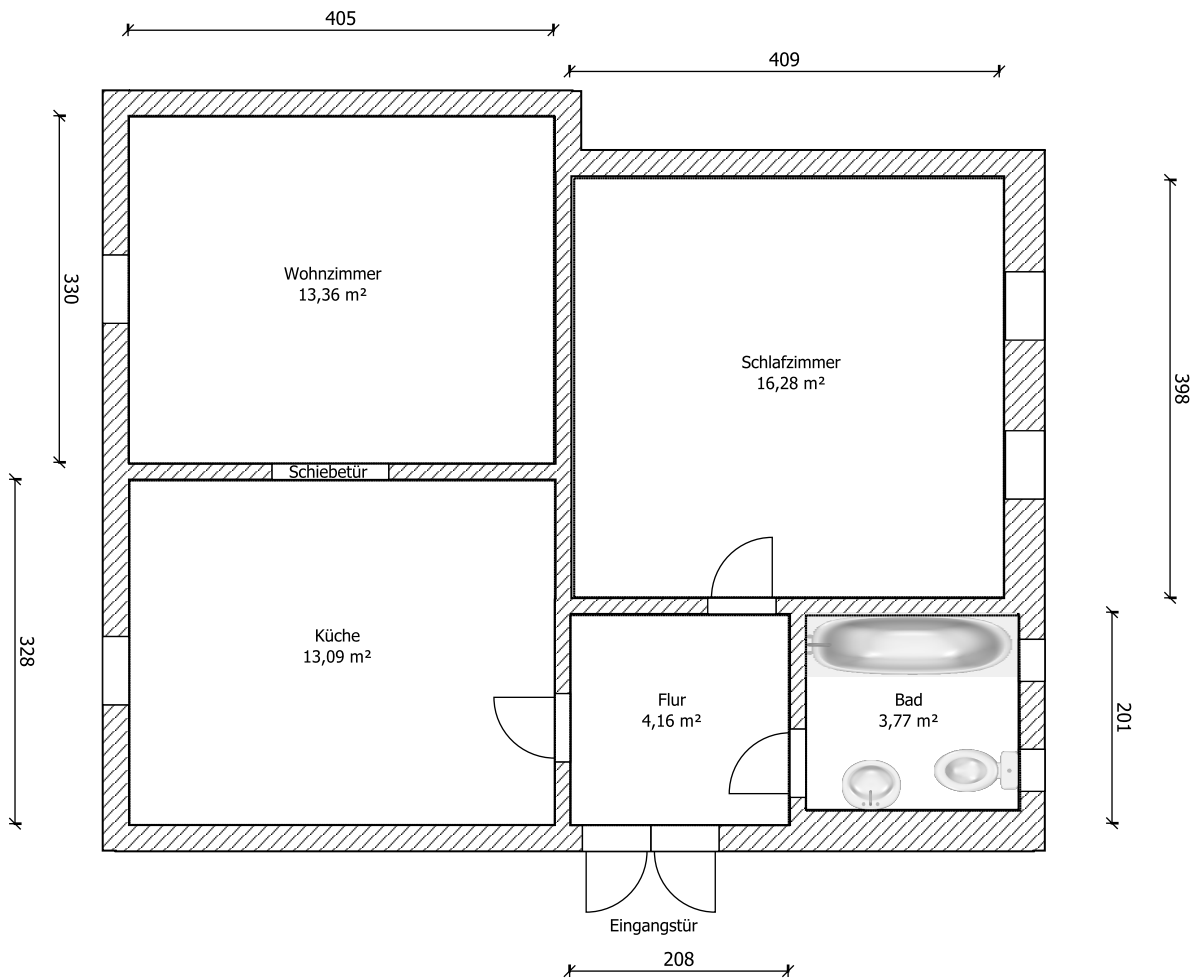 405
409
330
Wohnzimmer
13,36 m²
Schlafzimmer
16,28 m²
398
Schiebetür
328
Küche
13,09 m²
Flur
4,16 m²
Bad
3,77 m²
201
Eingangstür
208